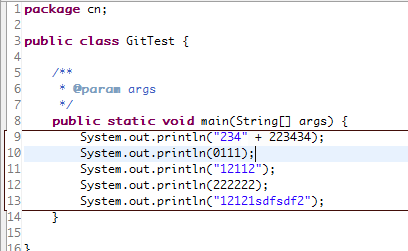 1 package cn;
2
3 public class GitTest {
4
5     /**
6      * @param args
7      */
8     public static void main(String[] args) {
9         System.out.println("234" + 223434);
10         System.out.println(0111);
11         System.out.println("12112");
12         System.out.println(222222);
13         System.out.println("12121sdfsdf2");
14     }
15
16 }